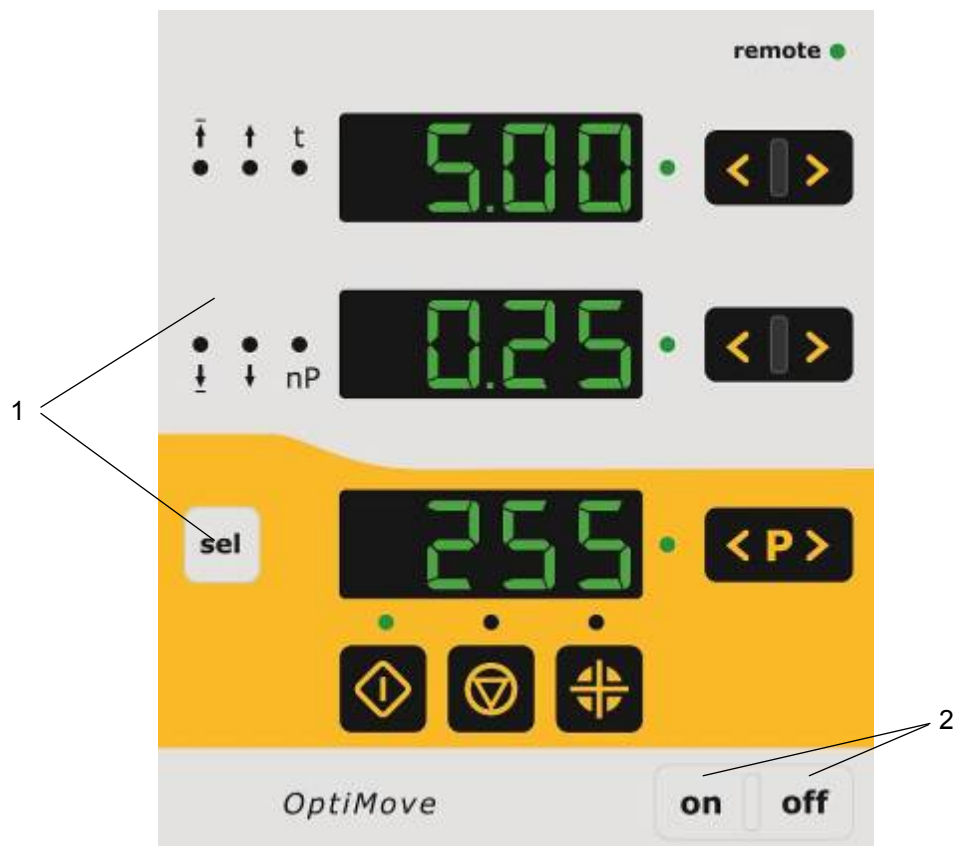 remote
t
5.00
< >
0.25
< >
nP
1
sel
255
< P >
2
OptiMove
on off